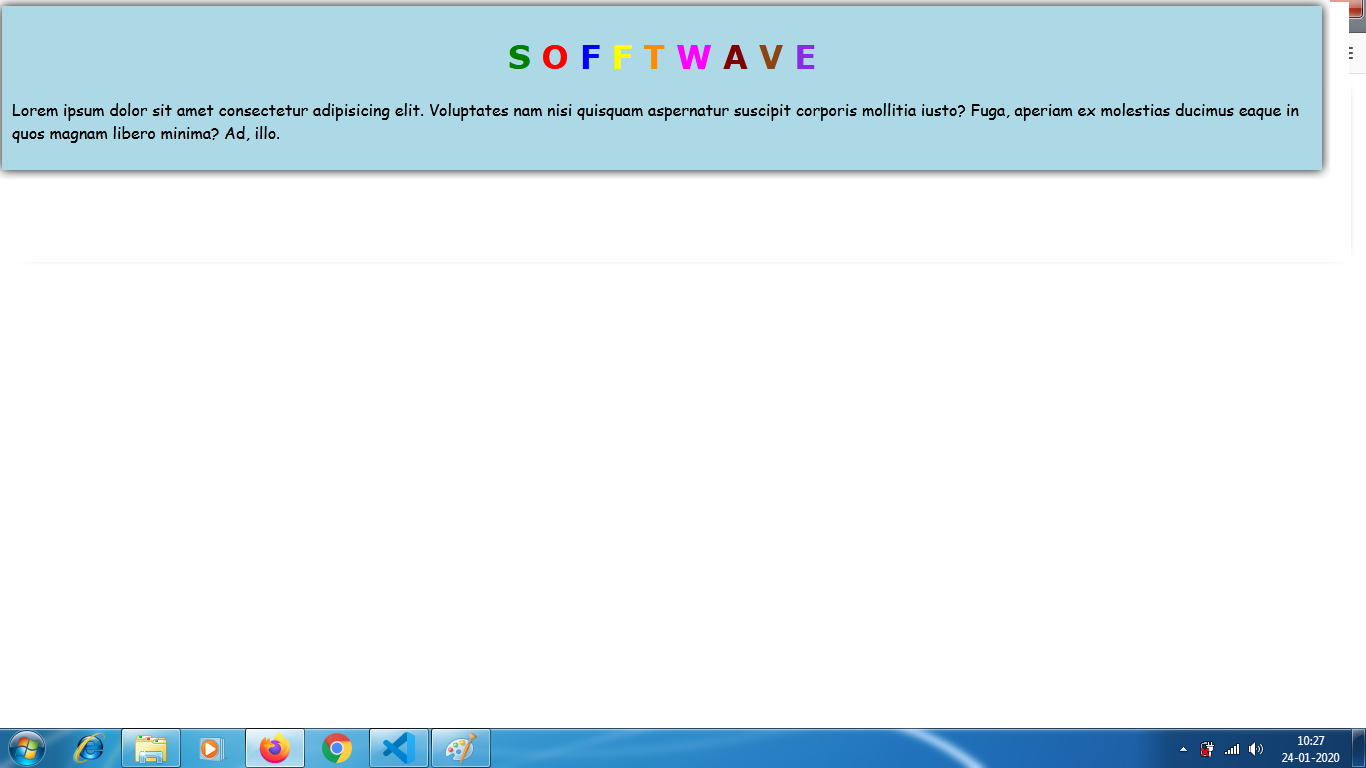 S O F F T W A V E
Lorem ipsum dolor sit amet consectetur adipisicing elit. Voluptates nam nisi quisquam aspernatur suscipit corporis mollitia iusto? Fuga, aperiam ex molestias ducimus eaque in
quos magnam libero minima? Ad, illo.
10:27
24-01-2020